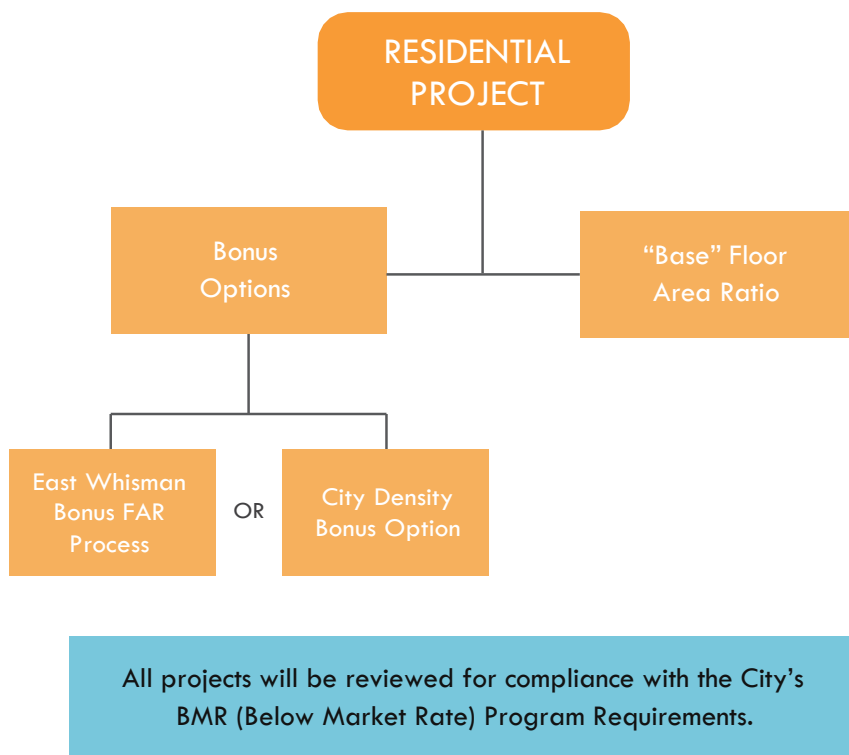 RESIDENTIAL
PROJECT
Bonus
Options
“Base” Floor
Area Ratio
East Whisman
Bonus FAR
Process
OR
City Density
Bonus Option
All projects will be reviewed for compliance with the City’s
BMR (Below Market Rate) Program Requirements.